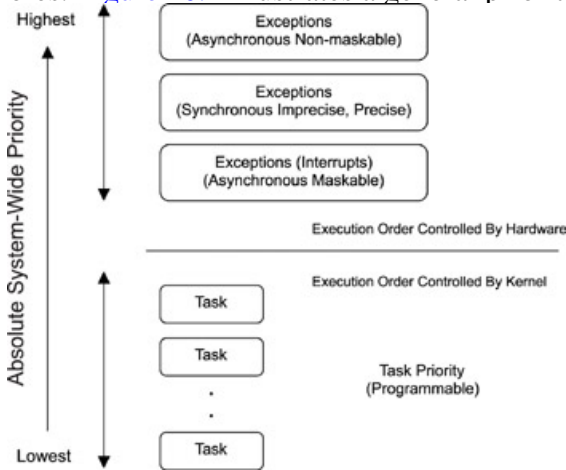 Highest
Exceptions
(Asynchronous Non-maskable)
Exceptions
(Synchronous Imprecise, Precise)
Exceptions (Interrupts)
(Asynchronous Maskable)
Absolute System-Wide Priority
Execution Order Controlled By Hardware
Execution Order Controlled By Kernel
Task
Task
.
.
Task Priority
(Programmable)
Task
Lowest